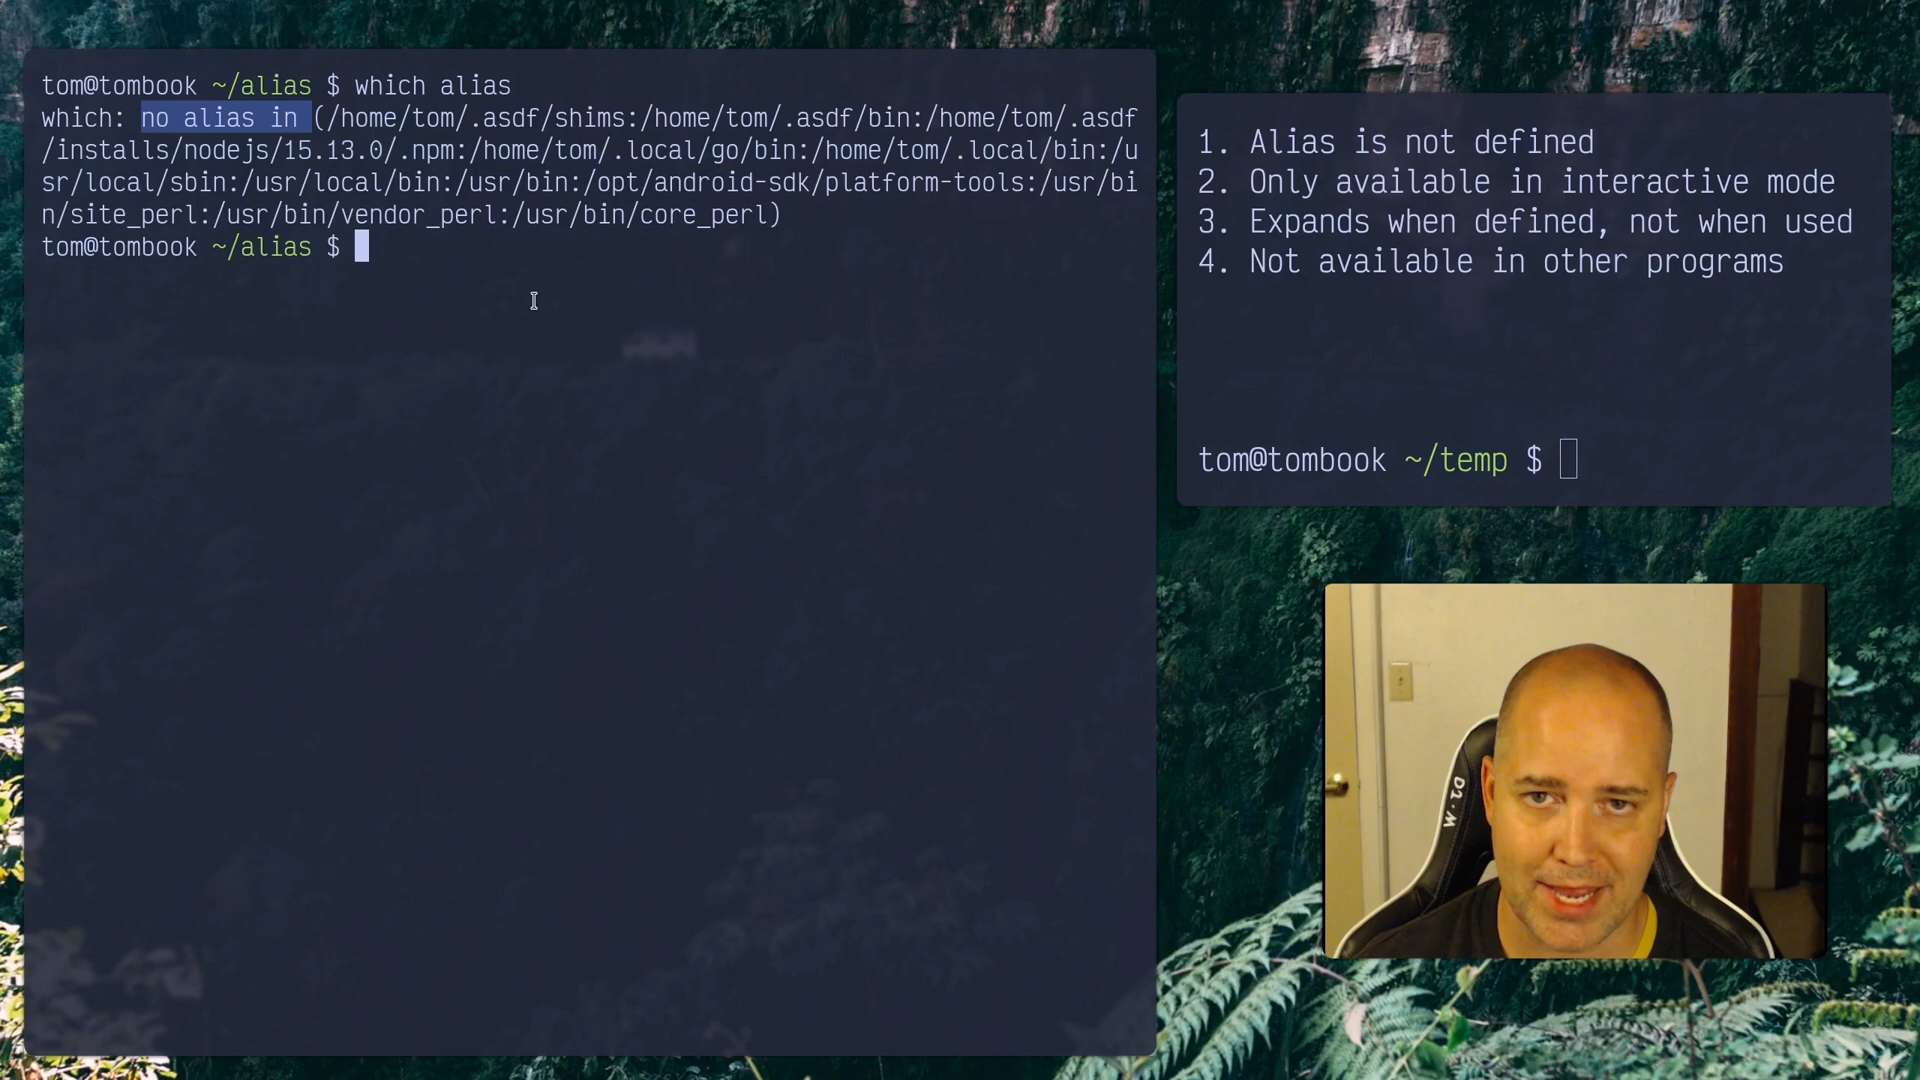 tom@tombook ~/alias $ which alias
which: no alias in (/home/tom/.asdf/shims:/home/tom/.asdf/bin:/home/tom/.asdf
/installs/nodejs/15.13.0/.npm:/home/tom/.local/go/bin:/home/tom/.local/bin:/u
sr/local/sbin:/usr/local/bin:/usr/bin:/opt/android-sdk/platform-tools:/usr/bi
n/site_perl:/usr/bin/vendor_perl:/usr/bin/core_perl)
tom@tombook ~/alias $
1. Alias is not defined
2. Only available in interactive mode
3. Expands when defined, not when used
4. Not available in other programs
tom@tombook ~/temp $